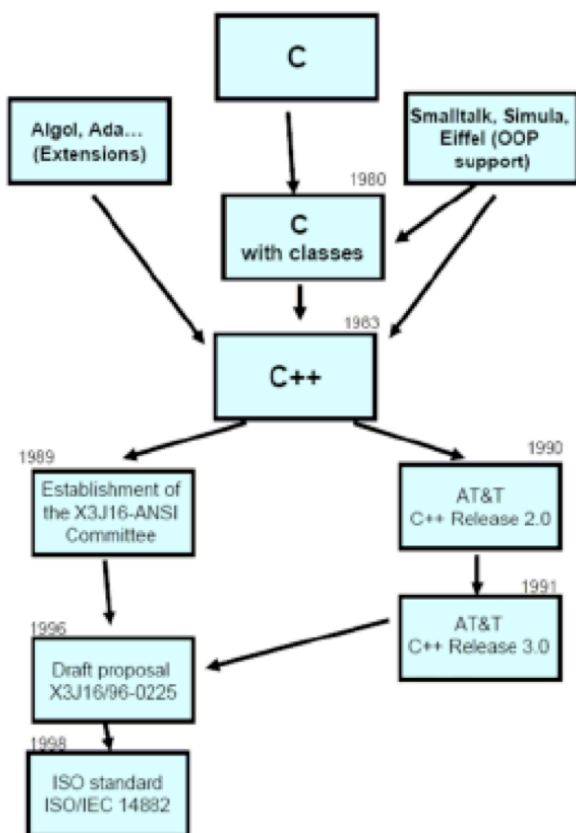 C
Algol, Ada...
(Extensions)
Smalltalk, Simula,
Eiffel (OOP
support)
1980
C
with classes
1983
C++
1989
Establishment of
the X3J16-ANSI
Committee
1990
AT&T
C++ Release 2.0
1991
AT&T
C++ Release 3.0
1996
Draft proposal
X3J16/96-0225
1998
ISO standard
ISO/IEC 14882